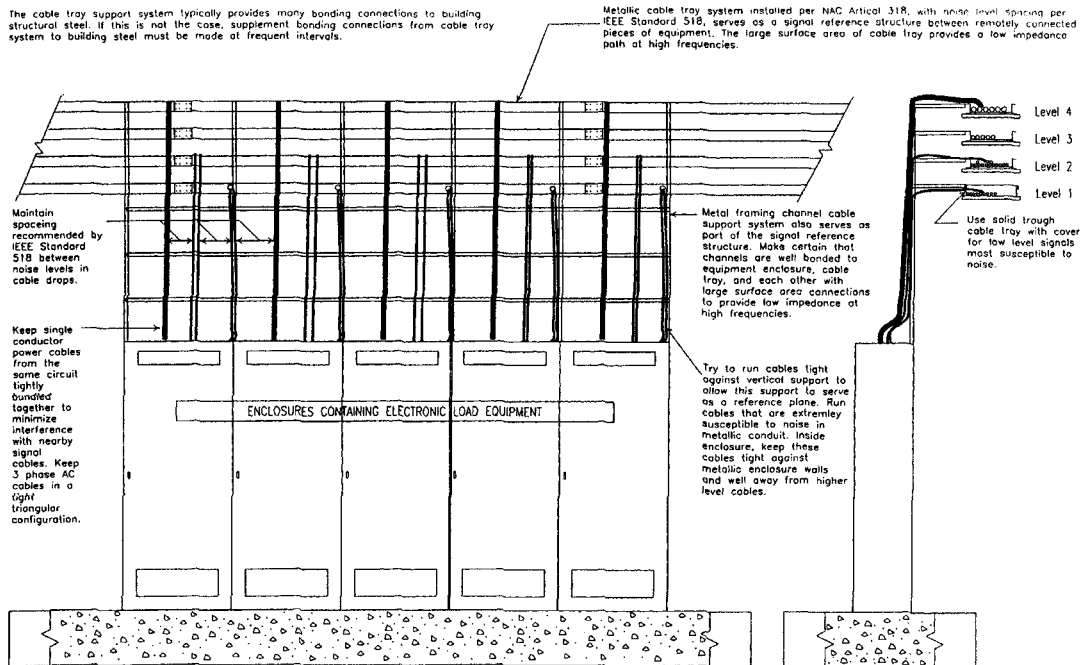 The cable tray support system typically provides many bonding connections to building
structural steel. If this is not the case, supplement bonding connections from cable tray
system to building steel must be made at frequent intervals.
Metallic cable tray system installed per NAC Artical 318, with noise level spacing per
IEEE Standard 518, serves as a signal reference structure between remotely connected
pieces of equipment. The large surface area of cable tray provides a low impedance
path at high frequencies.
Level 4
Level 3
Level 2
Level 1
Maintain
spaceing
recommended by
IEEE Standard
518 between
noise levels in
cable drops.
Metal framing channel cable
support system also serves as
part of the signal reference
structure. Make certain that
channels are well bonded to
equipment enclosure, cable
tray, and each other with
large surface area connections
to provide low impedance at
high frequencies.
Use solid trough
cable tray with cover
for low level signals
most susceptible to
noise.
Keep single
conductor
power cables
from the
same circuit
tightly
bundled
together to
minimize
interference
with nearby
signal
cables. Keep
3 phase AC
cables in a
tight
triangular
configuration.
Try to run cables tight
against vertical support to
allow this support to serve
as a reference plane. Run
cables that are extremley
susceptible to noise in
metallic conduit. Inside
enclosure, keep these
cables tight against
metallic enclosure walls
and well away from higher
level cables.
ENCLOSURES CONTAINING ELECTRONIC LOAD EQUIPMENT